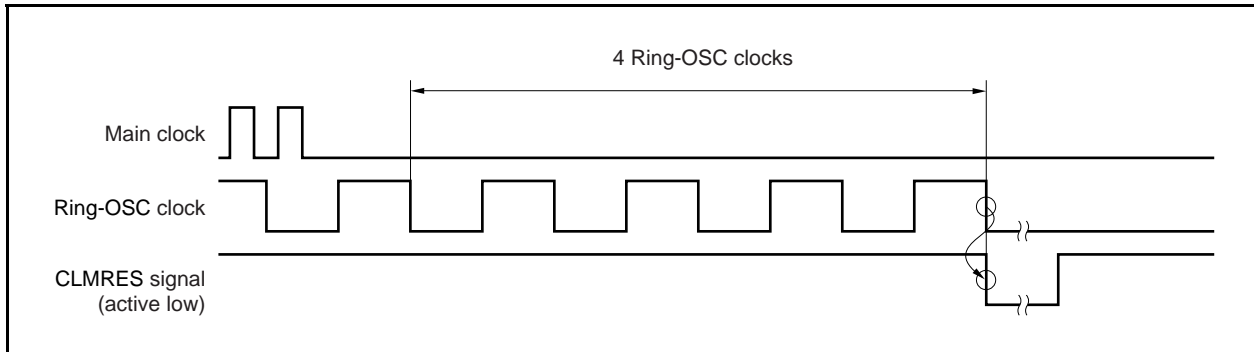 4 Ring-OSC clocks
Main clock
Ring-OSC clock
CLMRES signal
(active low)